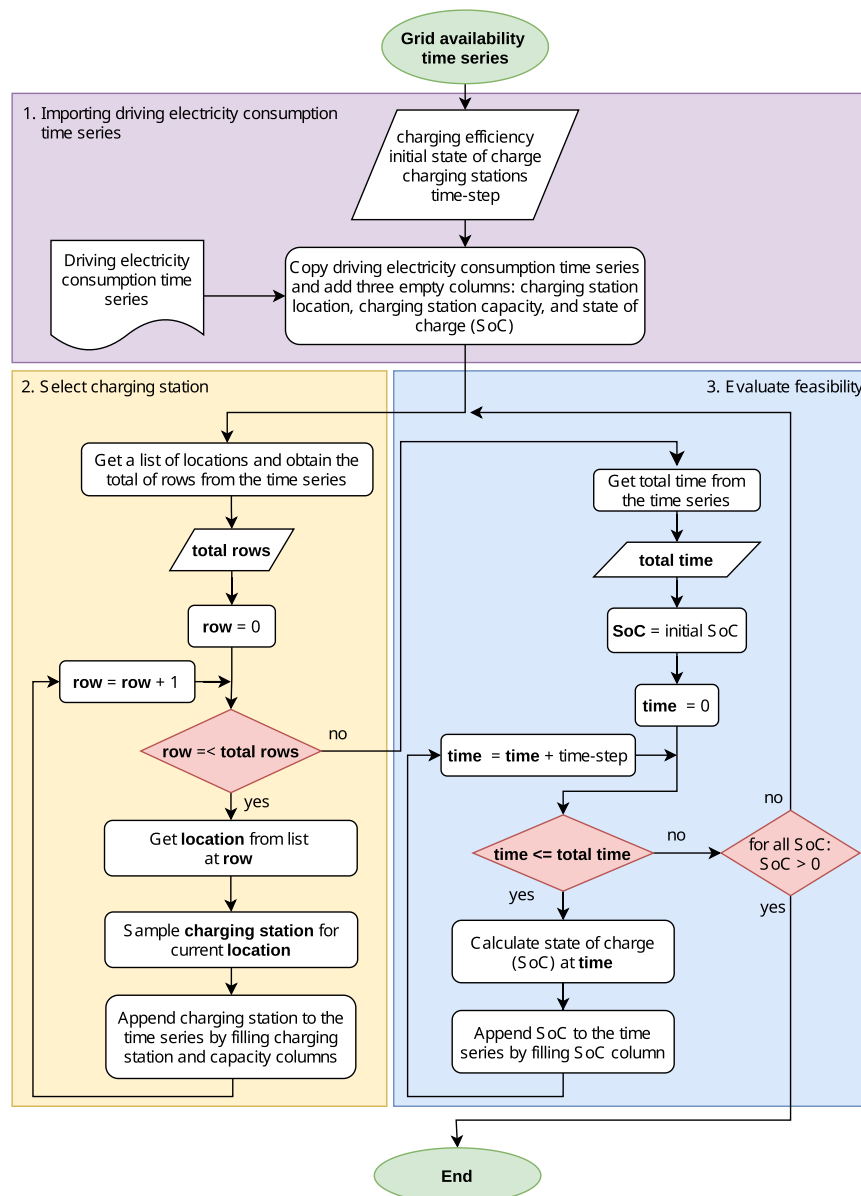 Grid availability
time series
1. Importing driving electricity consumption
time series
charging efficiency
initial state of charge
charging stations
time-step
Driving electricity
consumption time
series
Copy driving electricity consumption time series
and add three empty columns: charging station
location, charging station capacity, and state of
charge (SoC)
2. Select charging station
Get a list of locations and obtain the
total of rows from the time series
total rows
row = 0
row = row + 1
row =< total rows
no
yes
Get location from list
at row
Sample charging station for
current location
Append charging station to the
time series by filling charging
station and capacity columns
3. Evaluate feasibility
Get total time from
the time series
total time
SoC = initial SoC
time = 0
time = time + time-step
time <= total time
no
yes
for all SoC:
SoC > 0
no
yes
Calculate state of charge
(SoC) at time
Append SoC to the time
series by filling SoC column
End